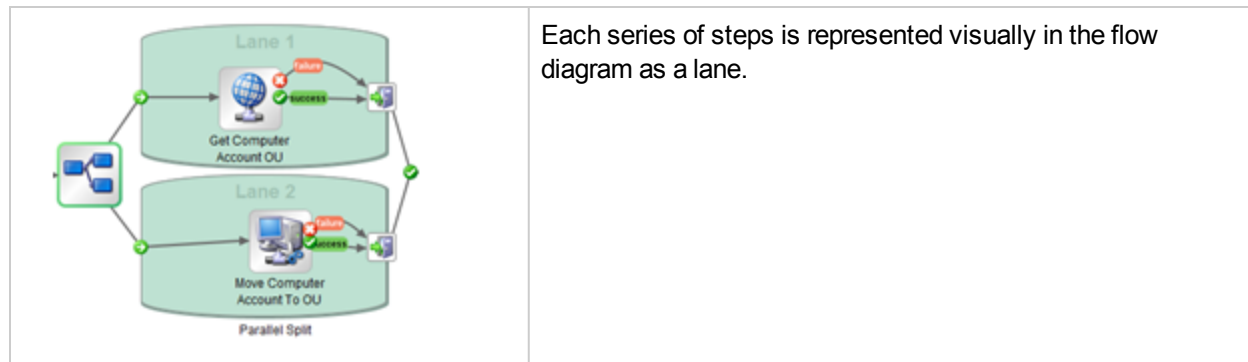 Lane 1
failure
success
Get Computer
Account OU
Lane 2
failure
success
Move Computer
Account To OU
Parallel Split
Each series of steps is represented visually in the flow
diagram as a lane.